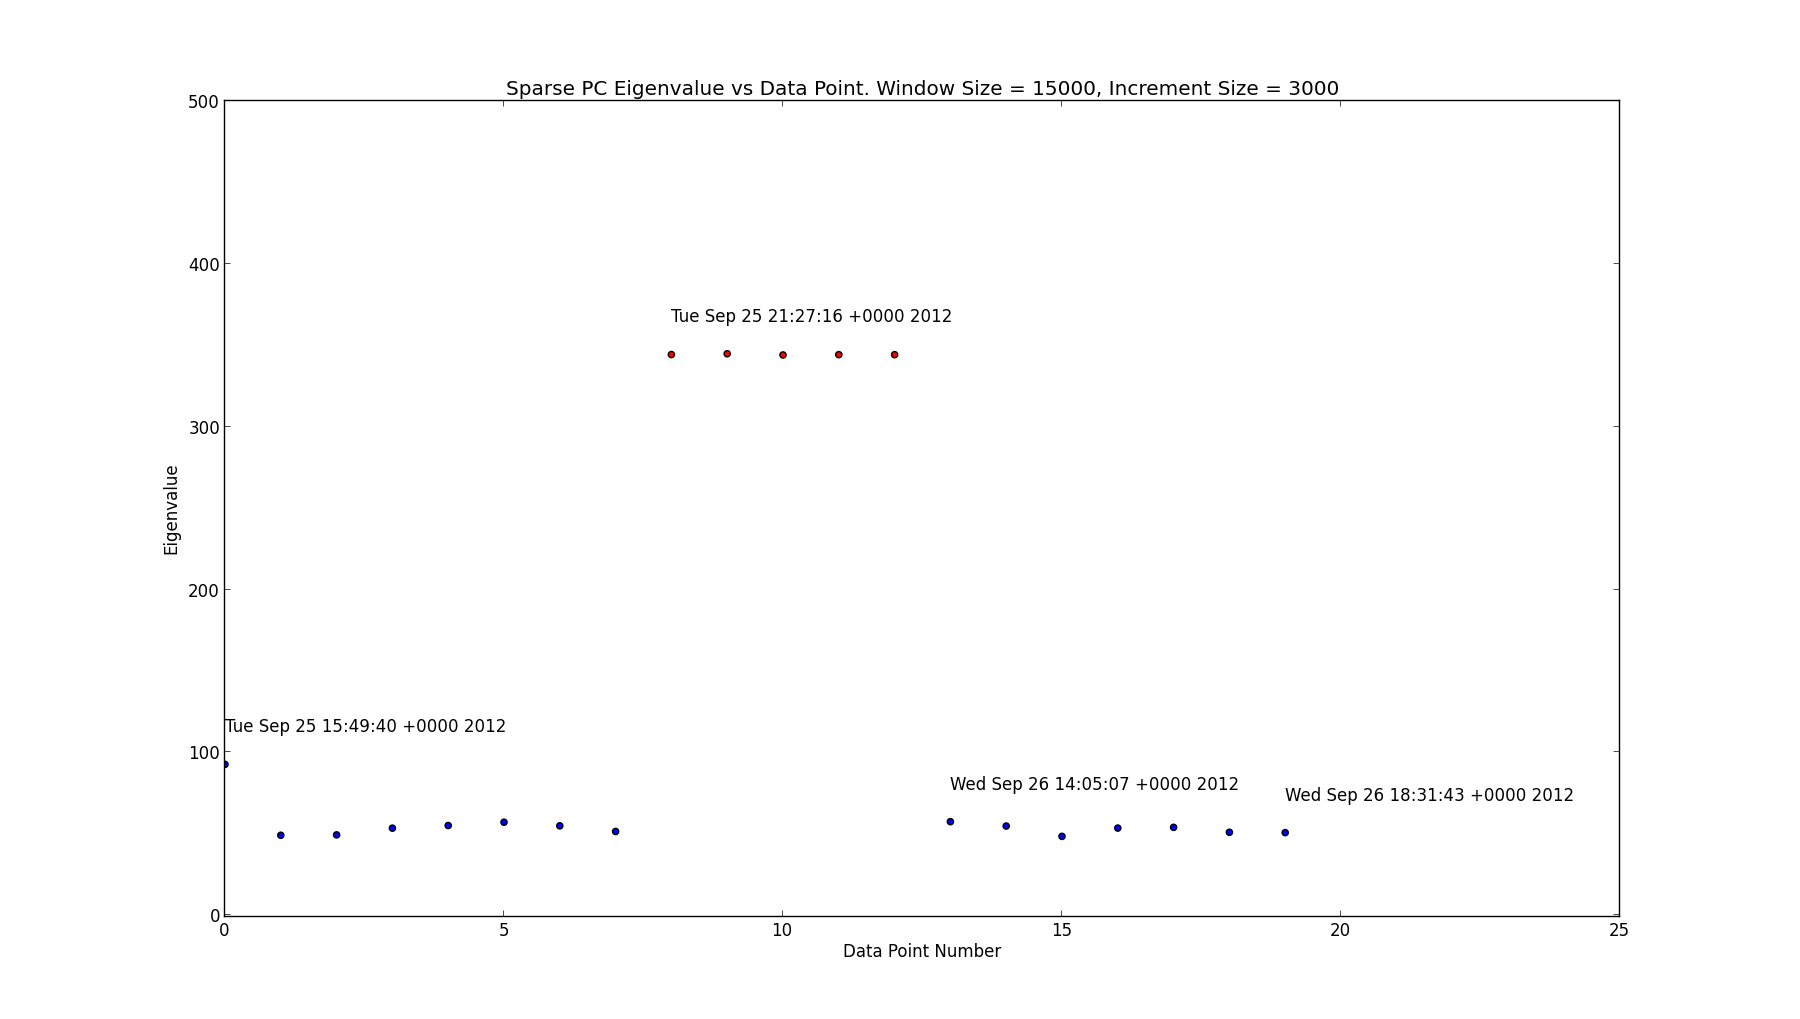 Sparse PC Eigenvalue vs Data Point. Window Size = 15000, Increment Size = 3000
500
400
300
200
100
0
Eigenvalue
Tue Sep 25 21:27:16 +0000 2012
Tue Sep 25 15:49:40 +0000 2012
Wed Sep 26 14:05:07 +0000 2012
Wed Sep 26 18:31:43 +0000 2012
0 5 10 15 20 25
Data Point Number